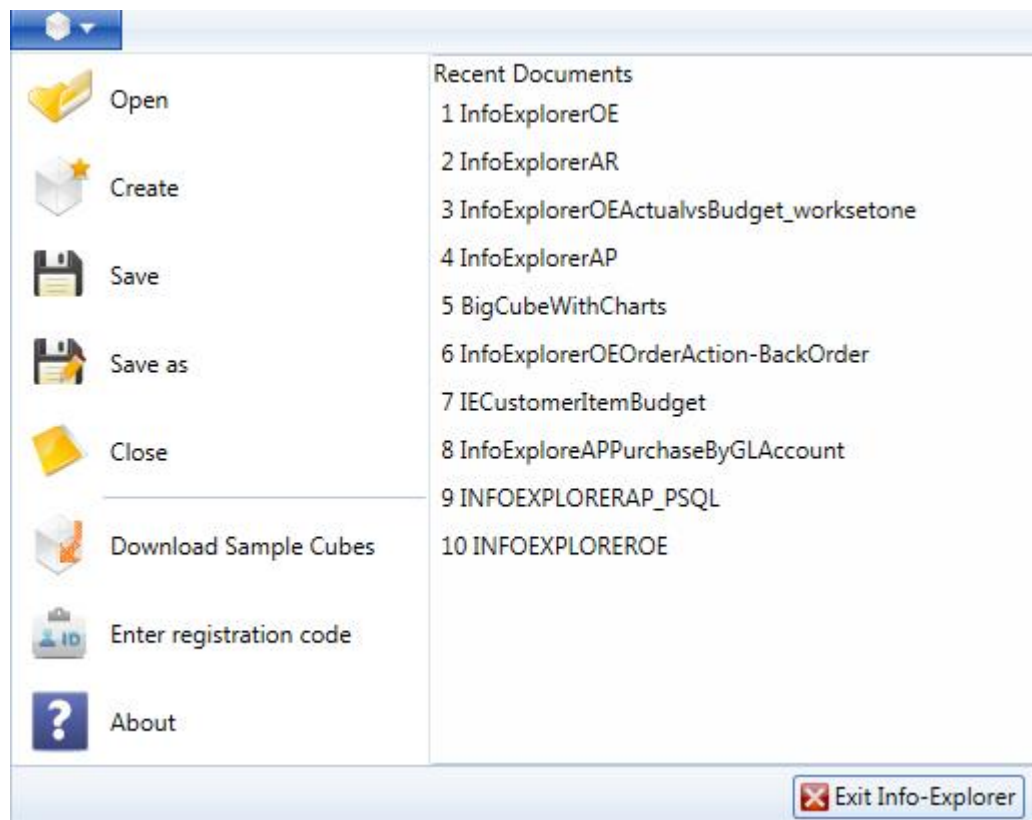 Open
Create
Save
Save as
Close
Download Sample Cubes
ID
Enter registration code
?
About
Recent Documents
1 InfoExplorerOE
2 InfoExplorerAR
3 InfoExplorerOEActualvsBudget_worksetone
4 InfoExplorerAP
5 BigCubeWithCharts
6 InfoExplorerOEOrderAction-BackOrder
7 IECustomerItemBudget
8 InfoExploreAPPurchaseByGLAccount
9 INFOEXPLORERAP_PSQL
10 INFOEXPLOREROE
Exit Info-Explorer